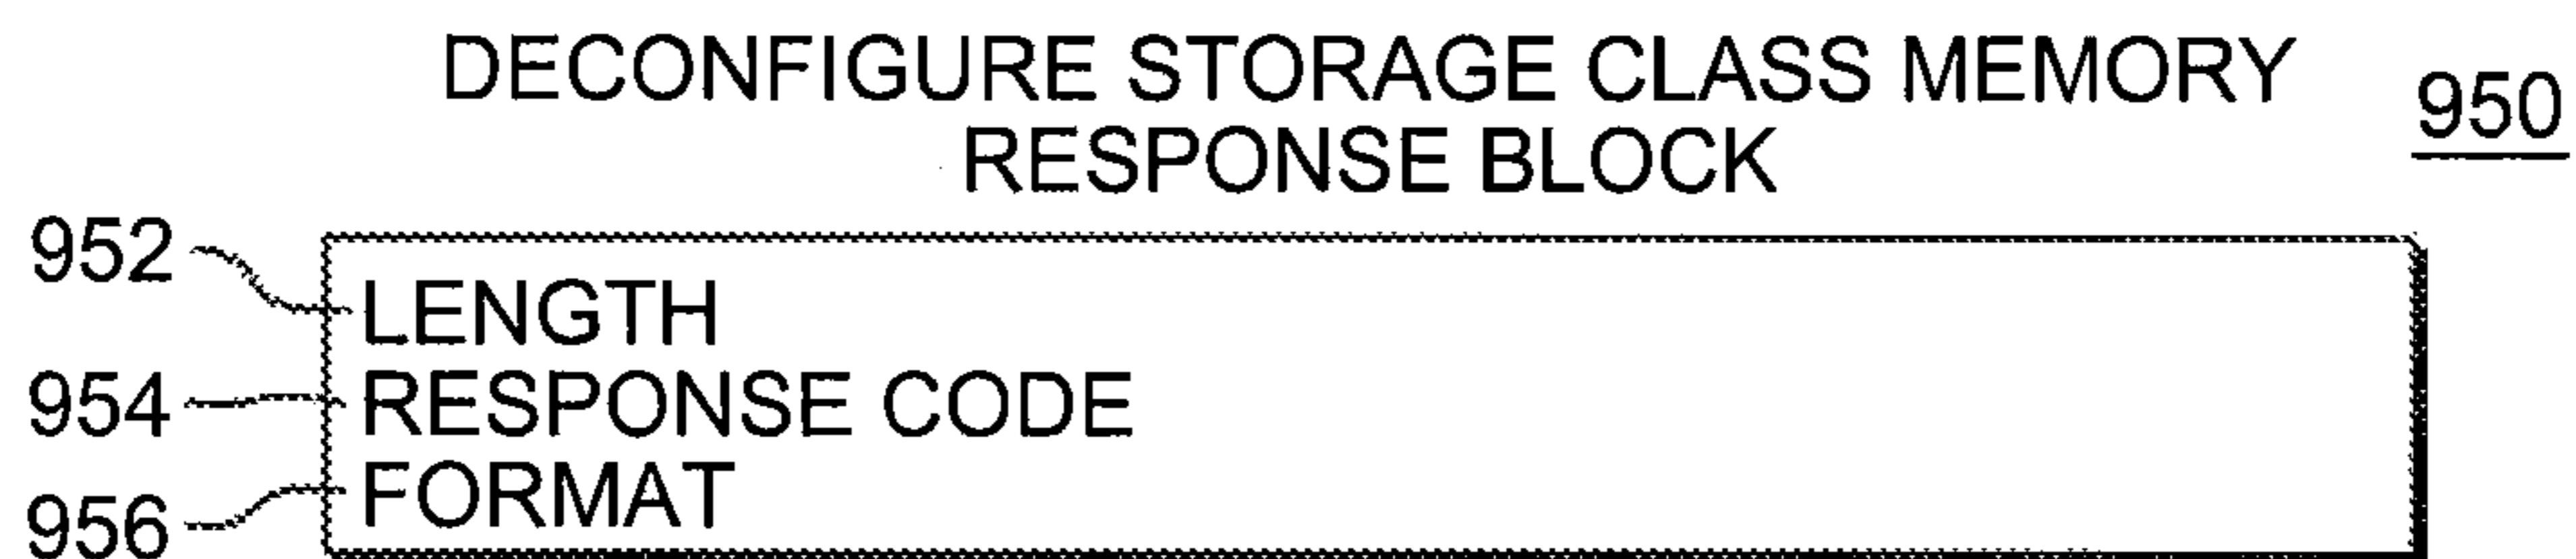 DECONFIGURE STORAGE CLASS MEMORY
RESPONSE BLOCK
950
952 LENGTH
954 RESPONSE CODE
956 FORMAT